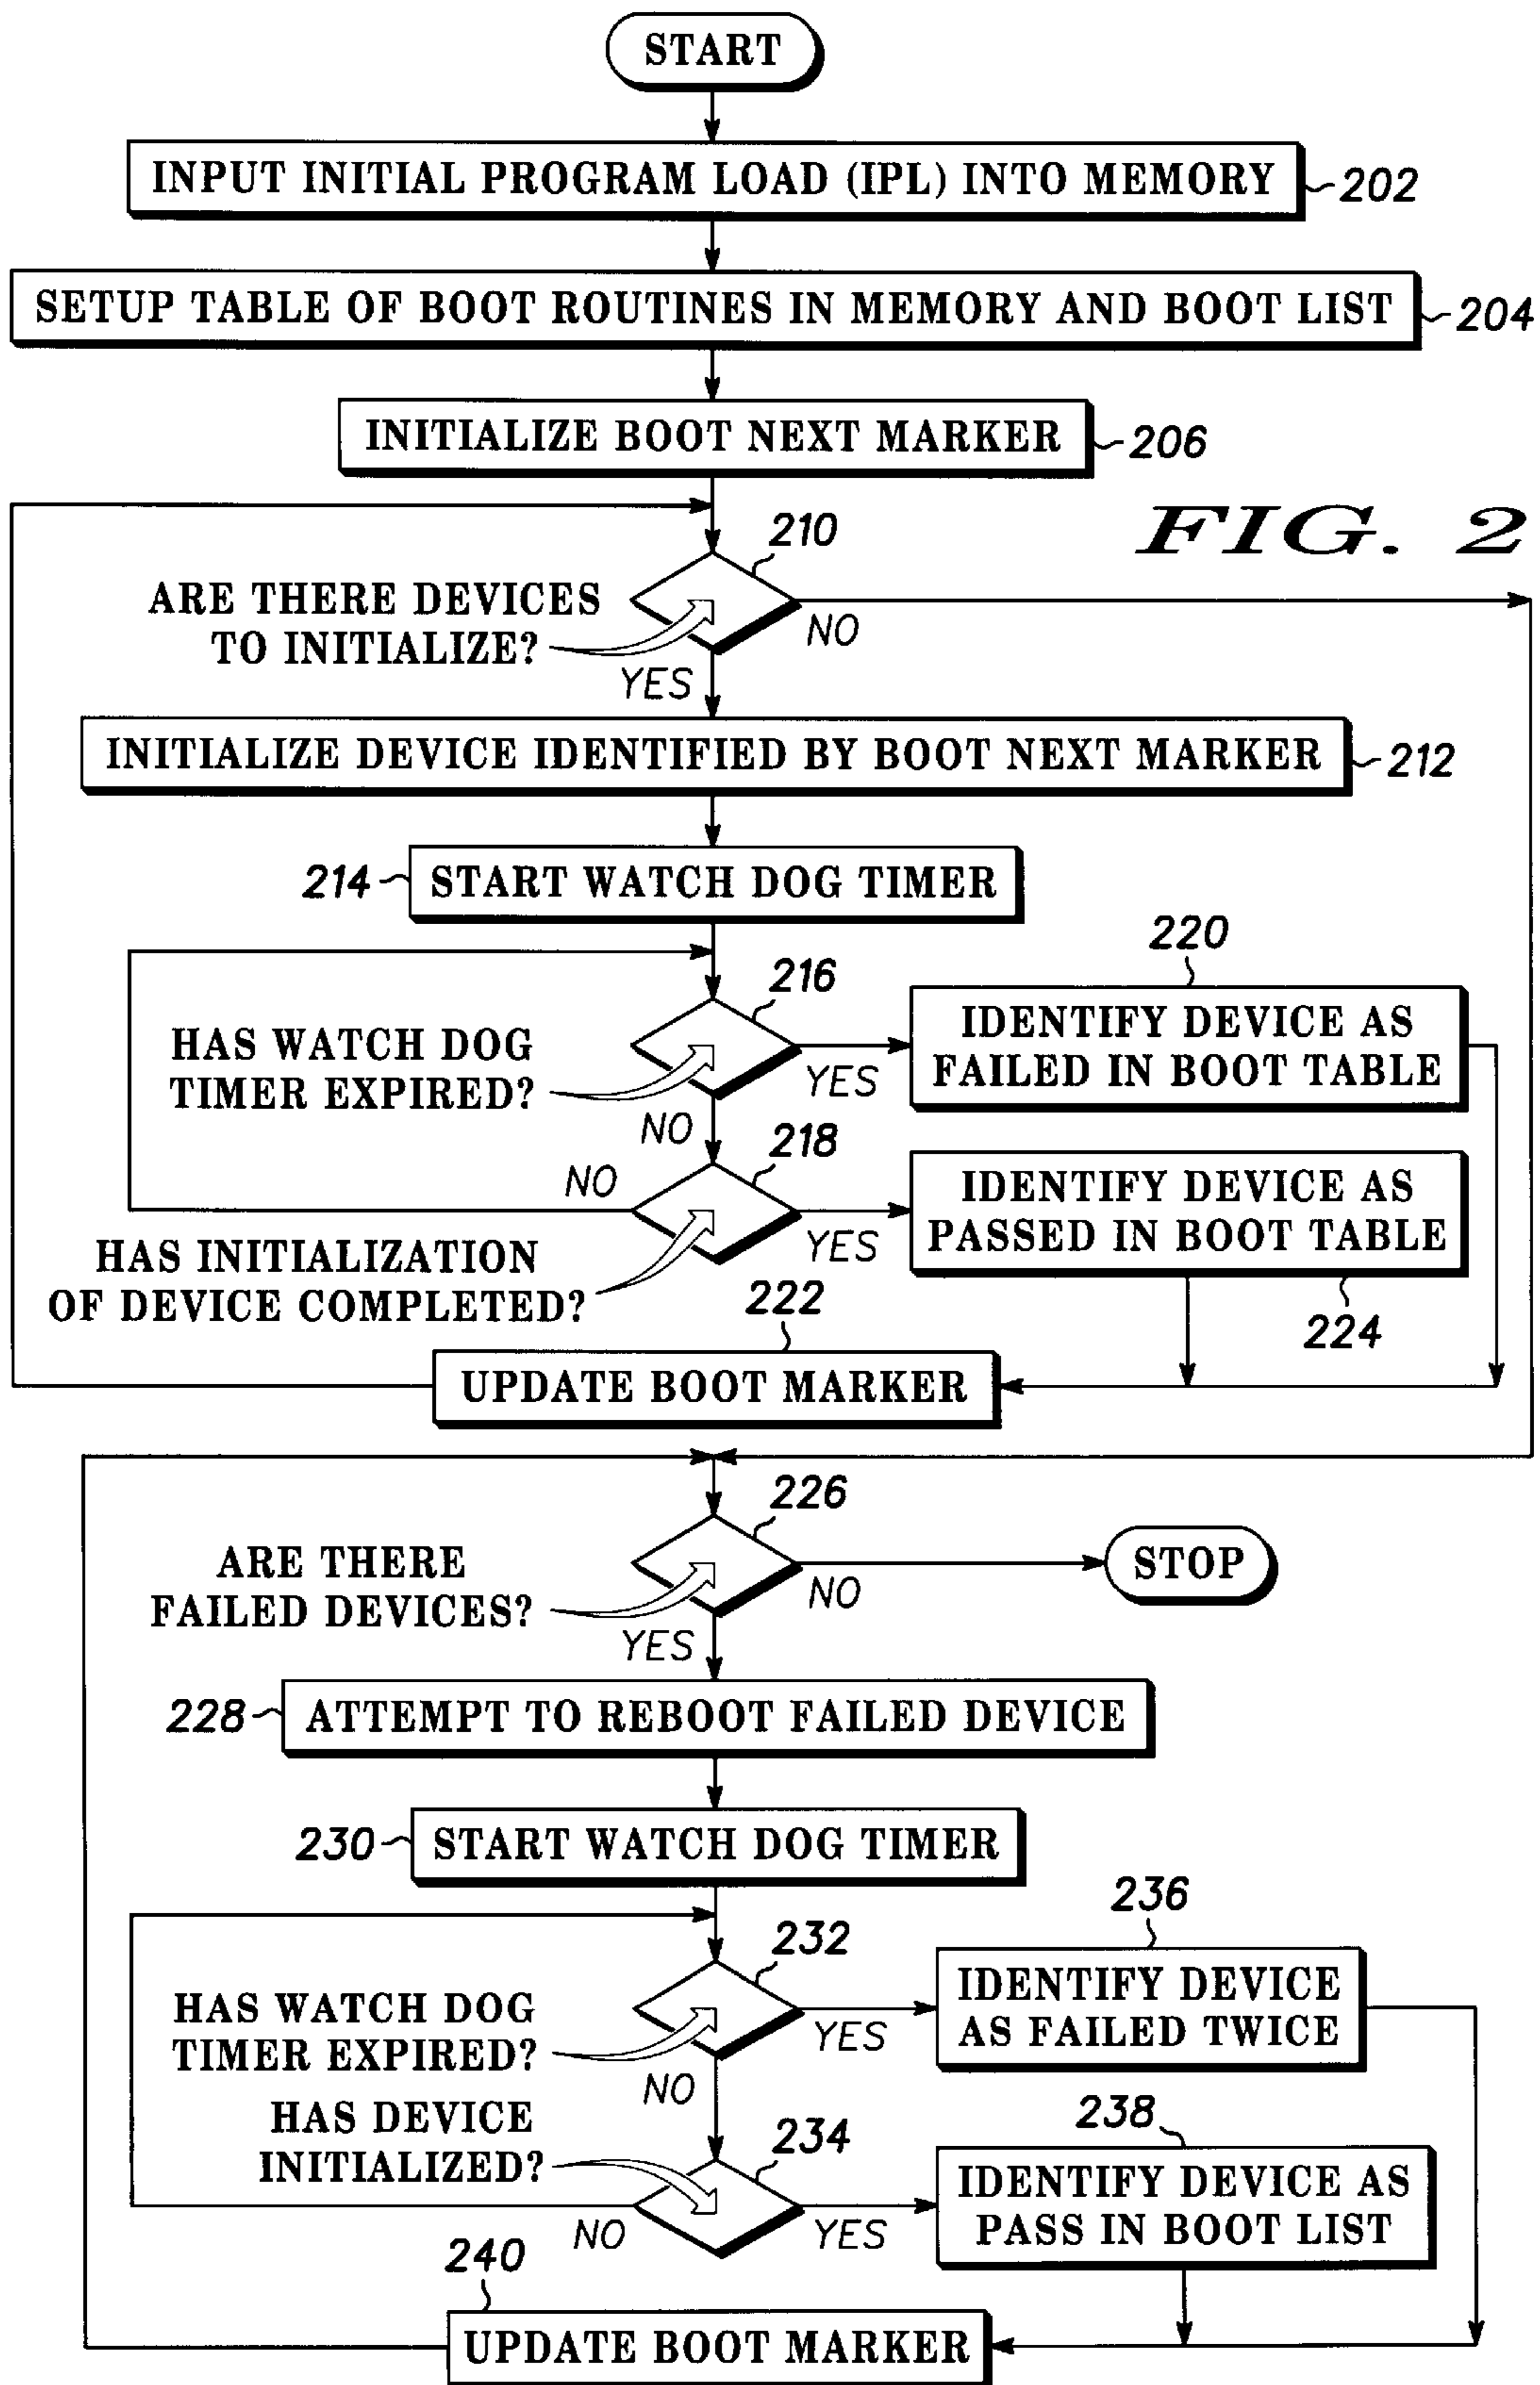 START
INPUT INITIAL PROGRAM LOAD (IPL) INTO MEMORY
202
SETUP TABLE OF BOOT ROUTINES IN MEMORY AND BOOT LIST
204
INITIALIZE BOOT NEXT MARKER
206
FIG. 2
210
ARE THERE DEVICES
TO INITIALIZE?
NO
YES
INITIALIZE DEVICE IDENTIFIED BY BOOT NEXT MARKER
212
214
START WATCH DOG TIMER
216
HAS WATCH DOG
TIMER EXPIRED?
YES
NO
220
IDENTIFY DEVICE AS
FAILED IN BOOT TABLE
218
NO
HAS INITIALIZATION
OF DEVICE COMPLETED?
YES
IDENTIFY DEVICE AS
PASSED IN BOOT TABLE
224
222
UPDATE BOOT MARKER
226
ARE THERE
FAILED DEVICES?
NO
STOP
YES
228
ATTEMPT TO REBOOT FAILED DEVICE
230
START WATCH DOG TIMER
232
HAS WATCH DOG
TIMER EXPIRED?
YES
NO
236
IDENTIFY DEVICE
AS FAILED TWICE
234
HAS DEVICE
INITIALIZED?
NO
YES
238
IDENTIFY DEVICE AS
PASS IN BOOT LIST
240
UPDATE BOOT MARKER